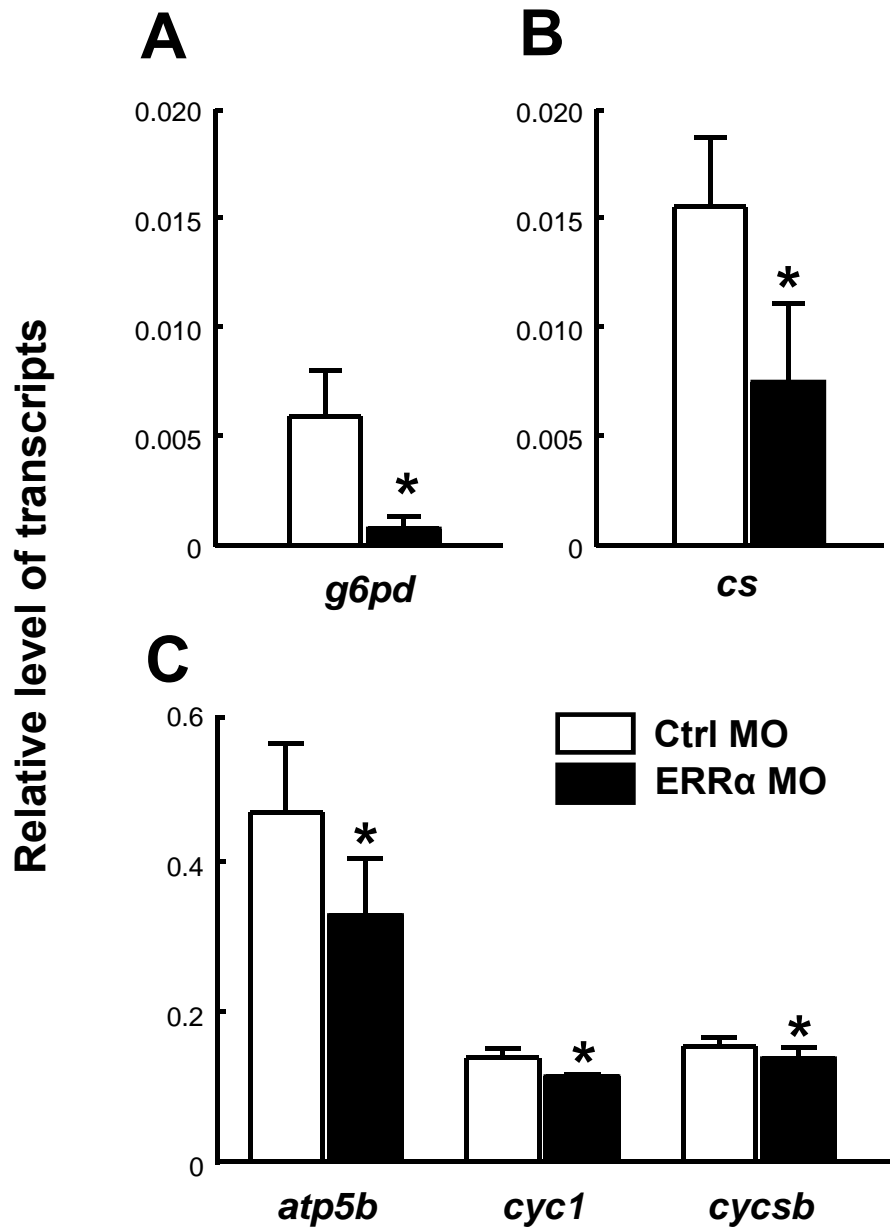 A
B
0.020
0.015
0.010
0.005
0
*
g6pd
0.020
0.015
0.010
0.005
0
*
cs
Relative level of transcripts
C
0.6
0.4
0.2
0
Ctrl MO
ERRα MO
*
*
*
atp5b cyc1 cycsb